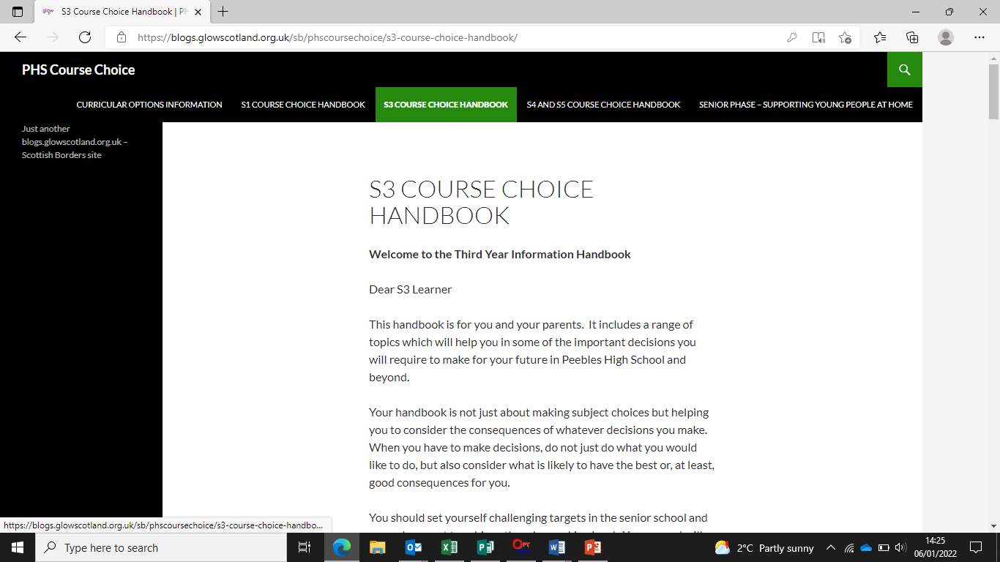 glow S3 Course Choice Handbook | PH
https://blogs.glowscotland.org.uk/sb/phscoursechoice/s3-course-choice-handbook/
PHS Course Choice
CURRICULAR OPTIONS INFORMATION S1 COURSE CHOICE HANDBOOK S3 COURSE CHOICE HANDBOOK S4 AND S5 COURSE CHOICE HANDBOOK SENIOR PHASE – SUPPORTING YOUNG PEOPLE AT HOME
Just another
blogs.glowscotland.org.uk –
Scottish Borders site
S3 COURSE CHOICE
HANDBOOK
Welcome to the Third Year Information Handbook
Dear S3 Learner
This handbook is for you and your parents. It includes a range of
topics which will help you in some of the important decisions you
will require to make for your future in Peebles High School and
beyond.
Your handbook is not just about making subject choices but helping
you to consider the consequences of whatever decisions you make.
When you have to make decisions, do not just do what you would
like to do, but also consider what is likely to have the best or, at least,
good consequences for you.
You should set yourself challenging targets in the senior school and
https://blogs.glowscotland.org.uk/sb/phscoursechoice/s3-course-choice-handbo...
Type here to search
2°C Partly sunny
14:25
06/01/2022